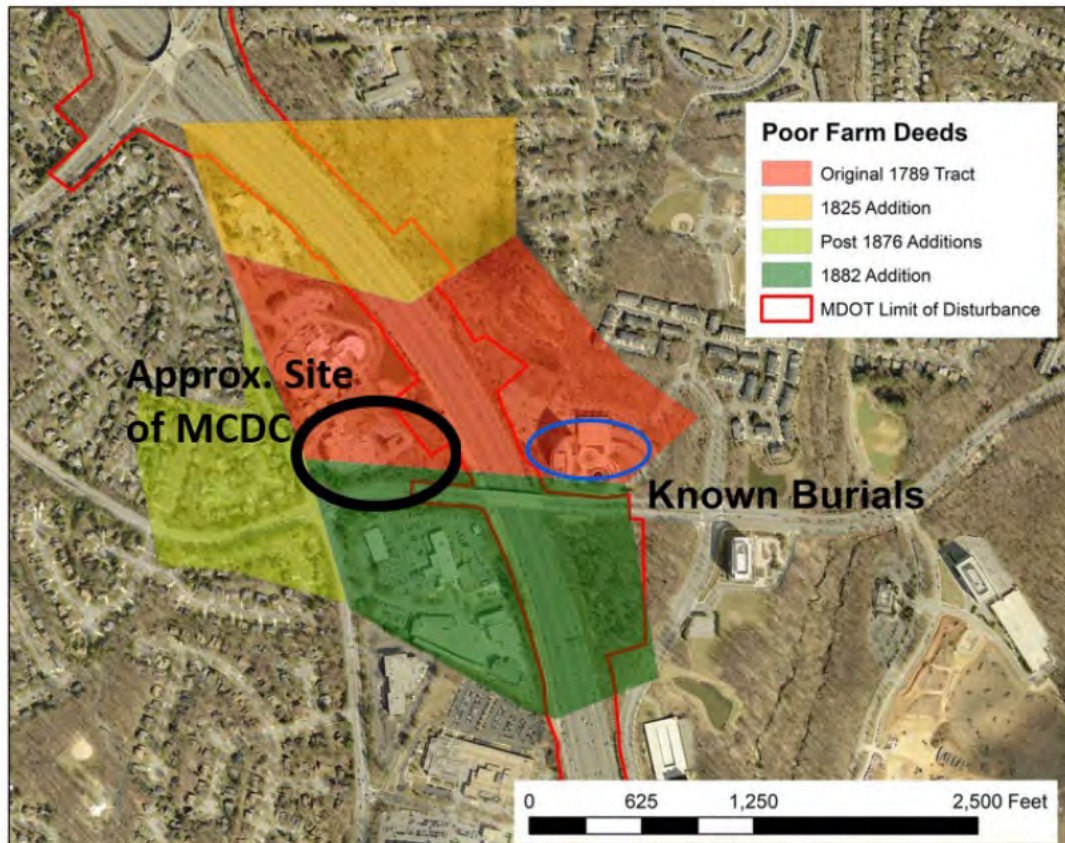 Poor Farm Deeds
Original 1789 Tract
1825 Addition
Post 1876 Additions
1882 Addition
MDOT Limit of Disturbance
Approx. Site
of MCDC
Known Burials
0 625 1,250 2,500 Feet